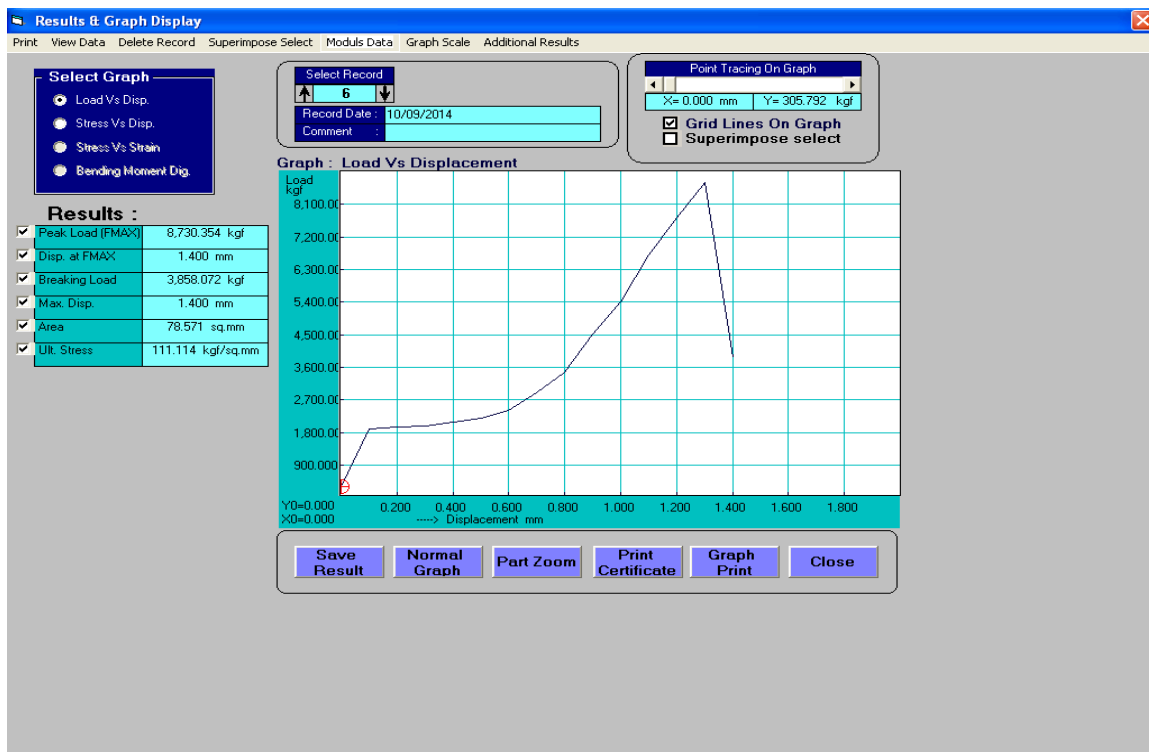 Results & Graph Display
Print View Data Delete Record Superimpose Select Moduls Data Graph Scale Additional Results
Select Graph
Load Vs Disp.
Stress Vs Disp.
Stress Vs Strain
Bending Moment Dig.
Select Record
6
Record Date : 10/09/2014
Comment :
Point Tracing On Graph
X= 0.000 mm Y= 305.792 kgf
Grid Lines On Graph
Superimpose select
Results :
Peak Load (FMAX) 8,730.354 kgf
Disp. at FMAX 1.400 mm
Breaking Load 3,858.072 kgf
Max. Disp. 1.400 mm
Area 78.571 sq.mm
Ult. Stress 111.114 kgf/sq.mm
Graph : Load Vs Displacement
Load
kgf
8,100.00
7,200.00
6,300.00
5,400.00
4,500.00
3,600.00
2,700.00
1,800.00
900.000
Y0=0.000 0.200 0.400 0.600 0.800 1.000 1.200 1.400 1.600 1.800
X0=0.000 ----> Displacement mm
Save Result
Normal Graph
Part Zoom
Print Certificate
Graph Print
Close